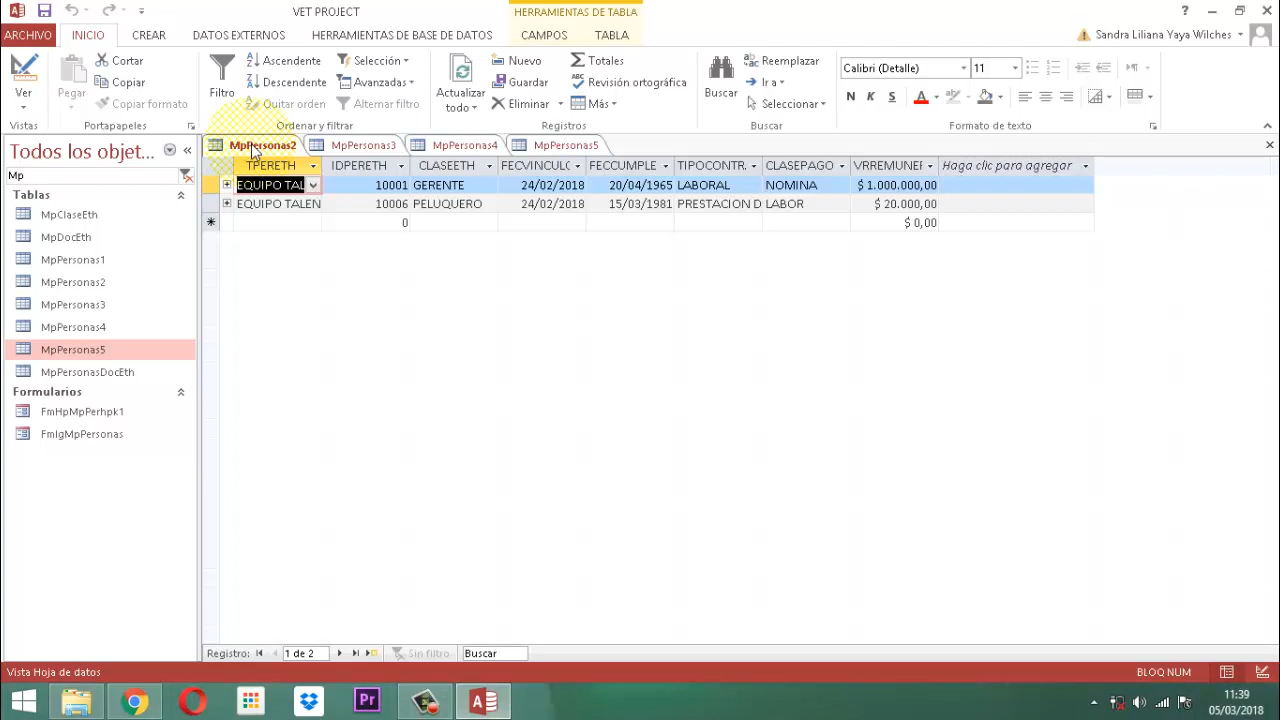 VET PROJECT
HERRAMIENTAS DE TABLA
?
ARCHIVO INICIO CREAR DATOS EXTERNOS HERRAMIENTAS DE BASE DE DATOS CAMPOS TABLA
Sandra Liliana Yaya Wilches
Ver
Vistas
Pegar
Cortar
Copiar
Copiar formato
Portapapeles
Filtro
Ascendente
Descendente
Quitar orden
Selección
Avanzadas
Alternar filtro
Ordenar y filtrar
Actualizar
todo
Nuevo
Guardar
Eliminar
Totales
Revisión ortográfica
Más
Registros
Buscar
Reemplazar
Ir a
Seleccionar
Buscar
Calibri (Detalle) 11
N K S A
Formato de texto
Todos los objet...
Mp
Tablas
MpClaseEth
MpDocEth
MpPersonas1
MpPersonas2
MpPersonas3
MpPersonas4
MpPersonas5
MpPersonasDocEth
Formularios
FmHpMpPerhpk1
FmIgMpPersonas
MpPersonas2 MpPersonas3 MpPersonas4 MpPersonas5
TPERETH IDPERETH CLASEETH FECVINCULC FECCUMPLE TIPOCONTR. CLASEPAGO VRREMUNEF Haga clic para agregar
EQUIPO TAL 10001 GERENTE 24/02/2018 20/04/1965 LABORAL NOMINA $ 1.000.000,00
EQUIPO TALEN 10006 PELUQUERO 24/02/2018 15/03/1981 PRESTACION D LABOR $ 20.000,00
0 $ 0,00
Registro: 1 de 2 Sin filtro Buscar
Vista Hoja de datos BLOQ NUM
Pr
11:39
05/03/2018